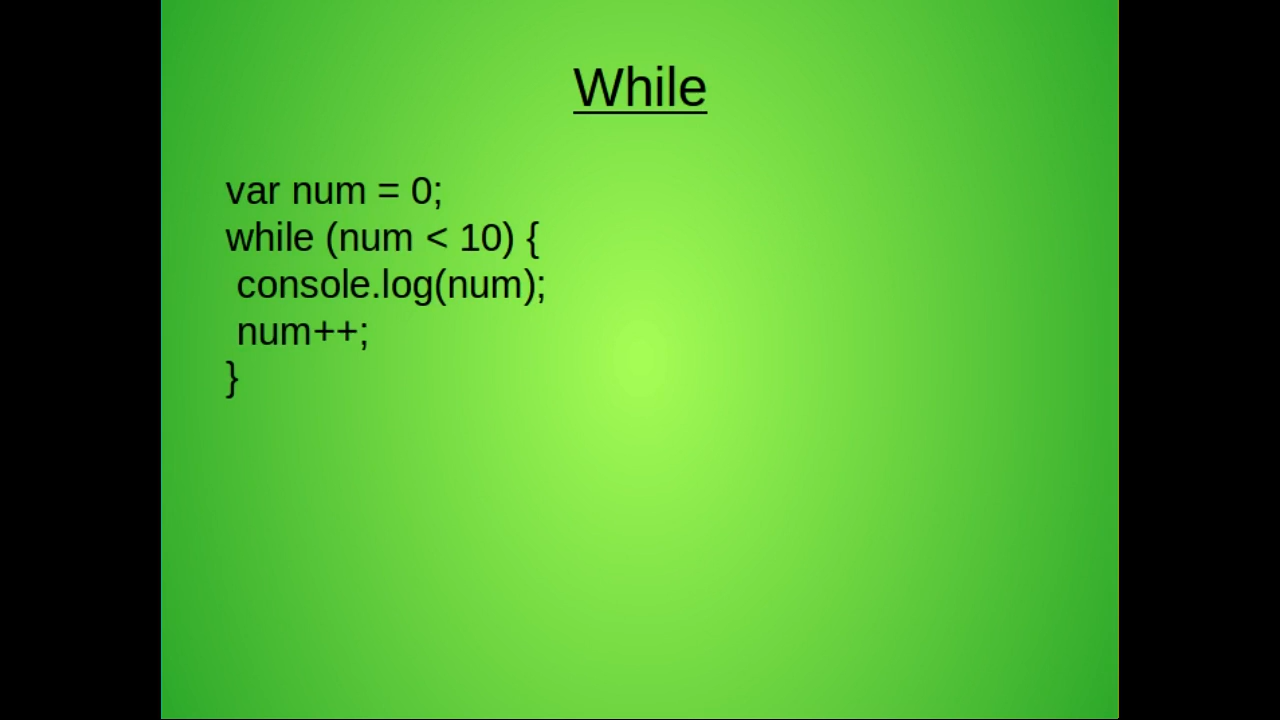 While
var num = 0;
while (num < 10) {
 console.log(num);
 num++;
}